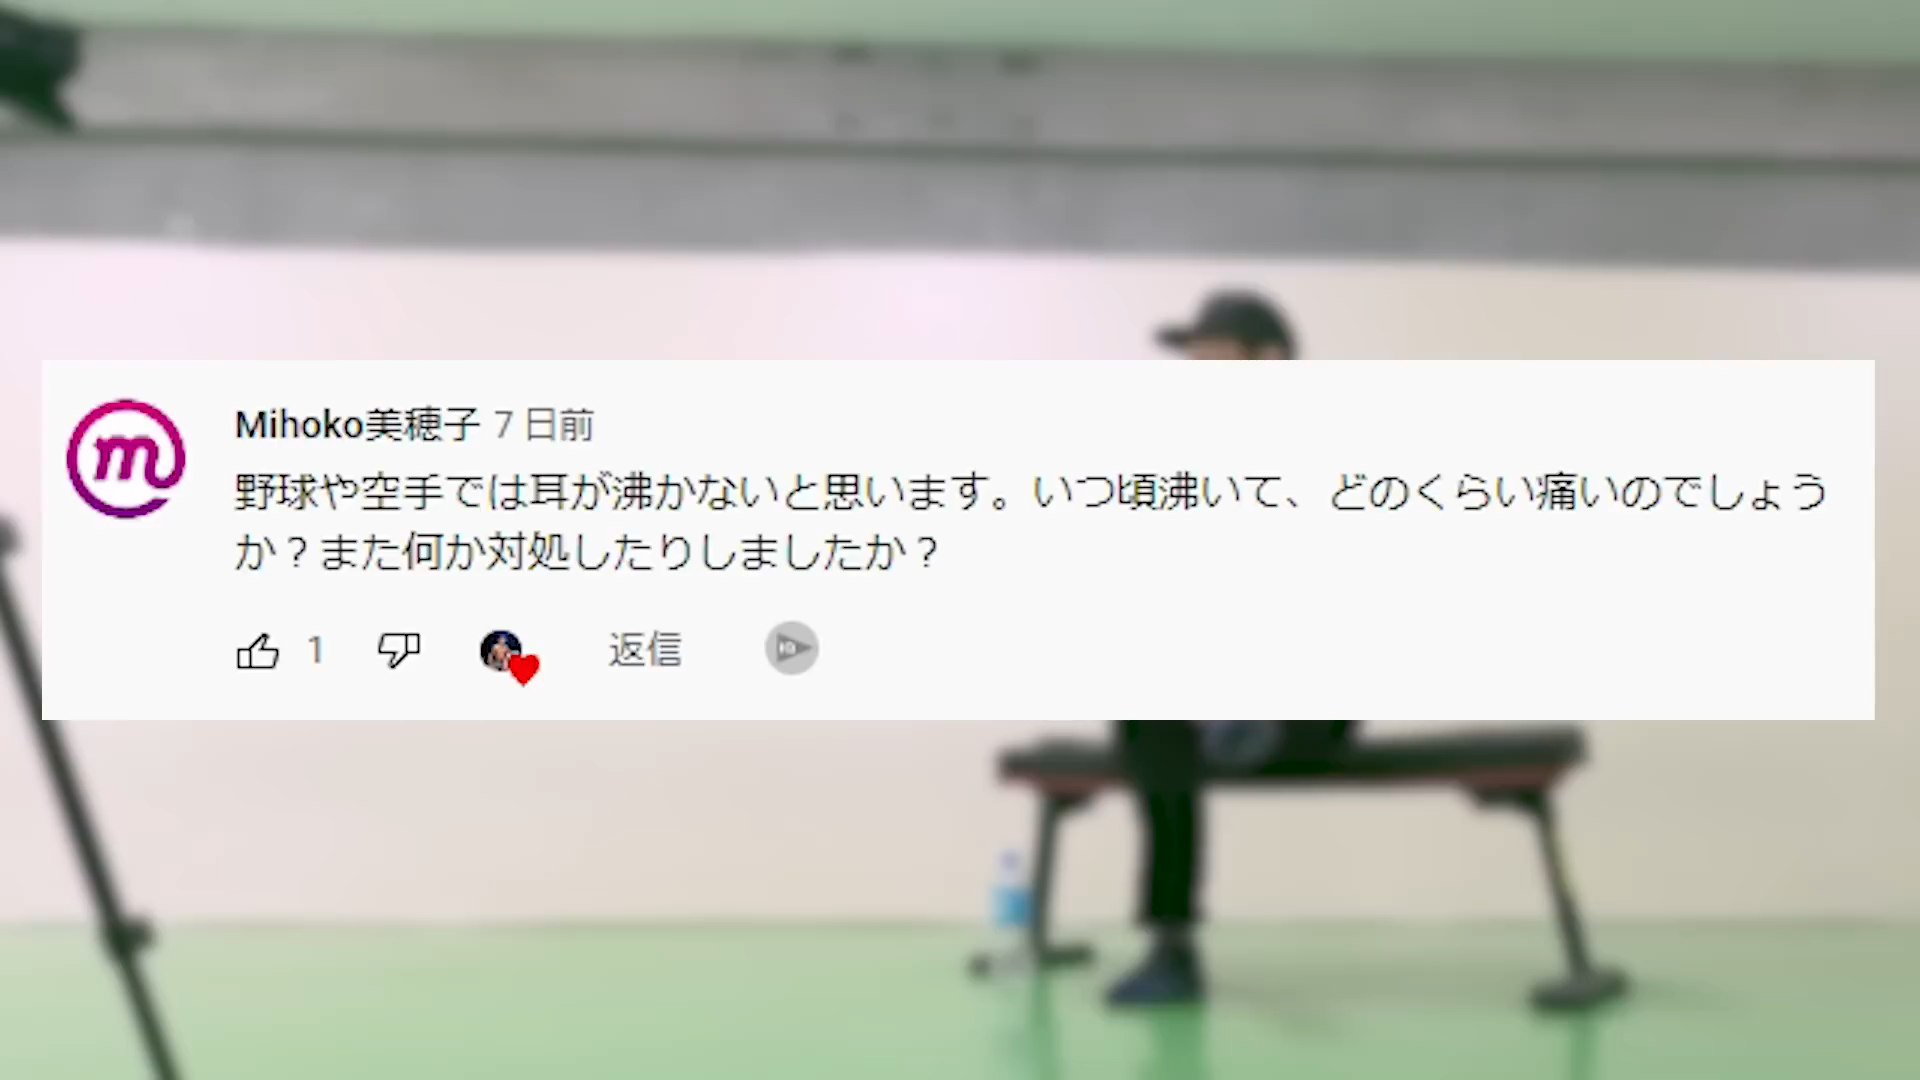 Mihoko美穂子 7 日前
野球や空手では耳が沸かないと思います。いつ頃沸いて、どのくらい痛いのでしょう
か？また何か対処したりしましたか？
1
返信